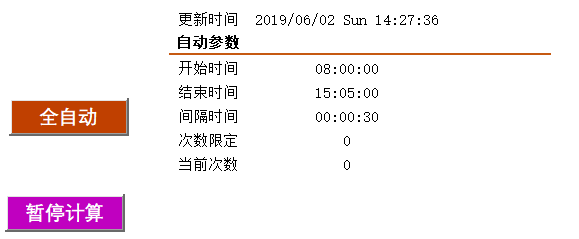 更新时间 2019/06/02 Sun 14:27:36
自动参数
开始时间 08:00:00
结束时间 15:05:00
全自动
间隔时间 00:00:30
次数限定 0
当前次数 0
暂停计算